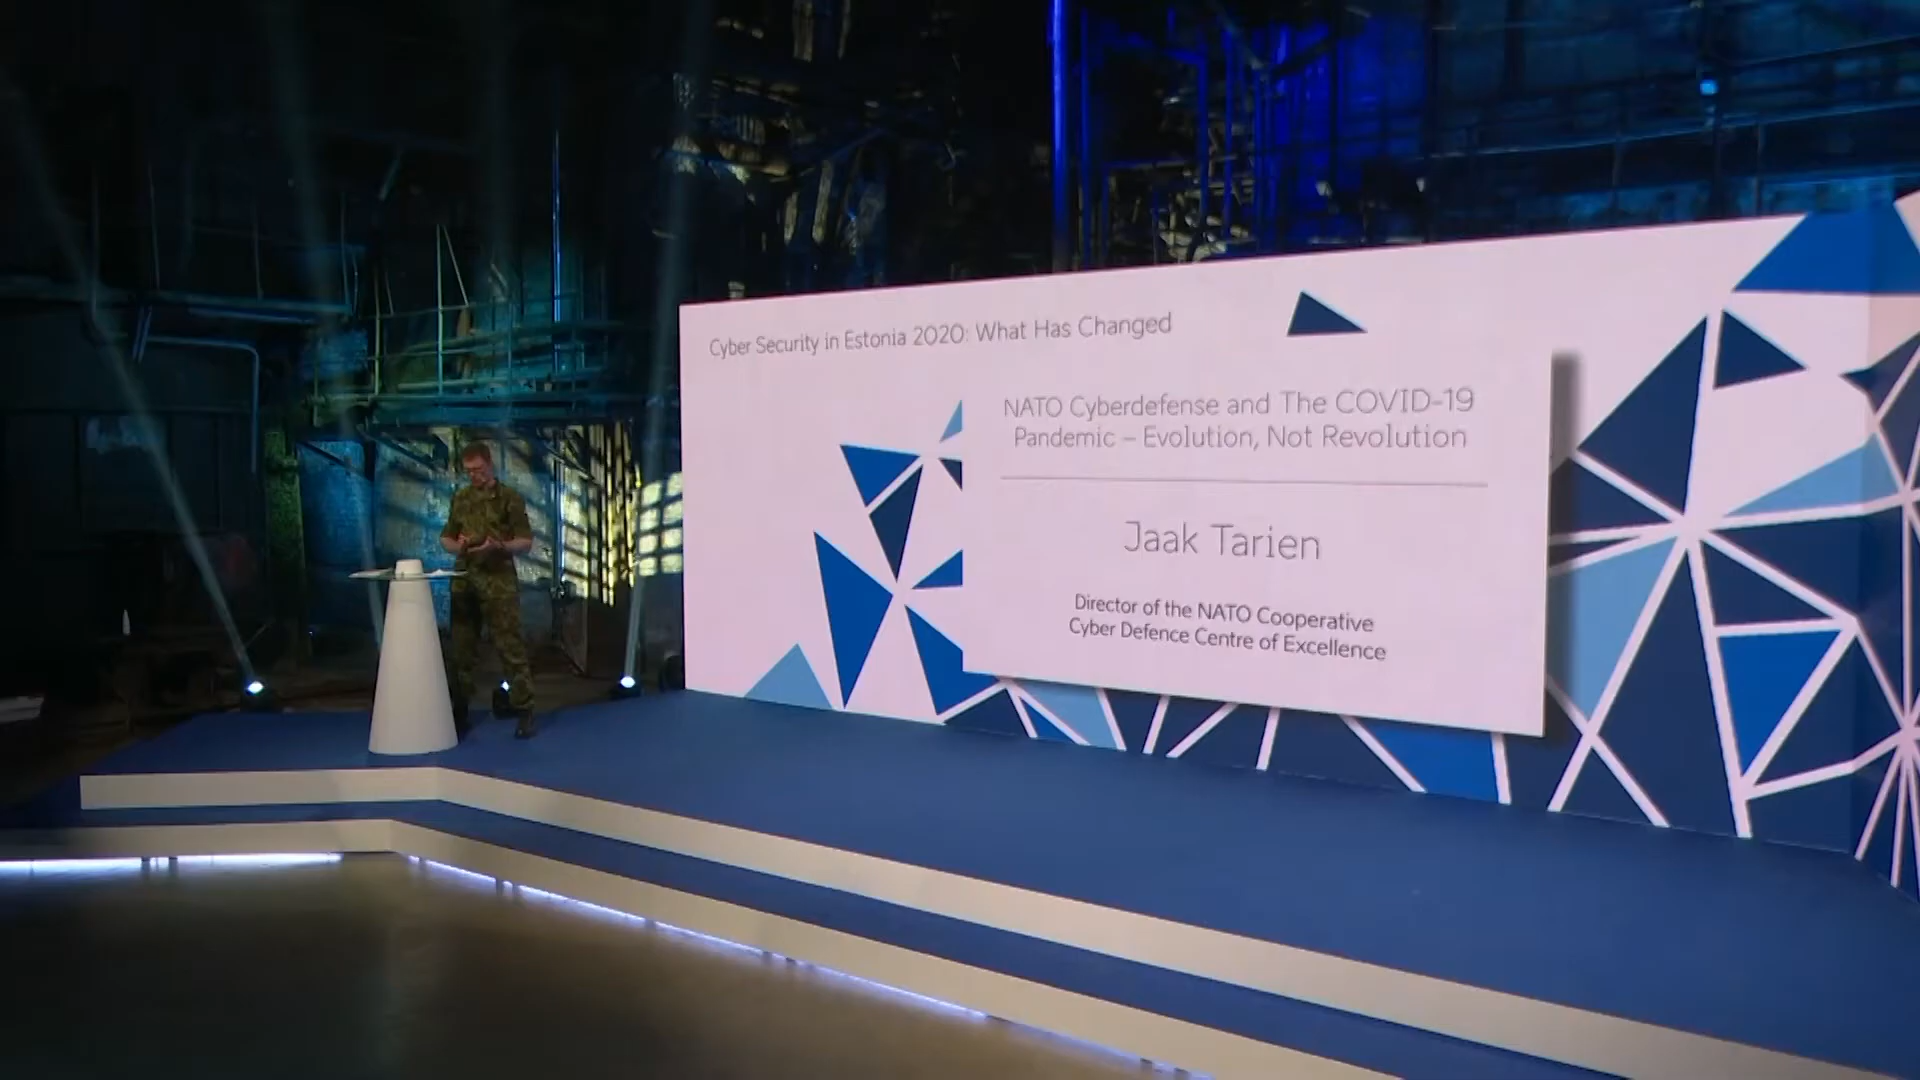 Cyber Security in Estonia 2020: What Has Changed
NATO Cyberdefense and The COVID-19
Pandemic – Evolution, Not Revolution
Jaak Tarien
Director of the NATO Cooperative
Cyber Defence Centre of Excellence